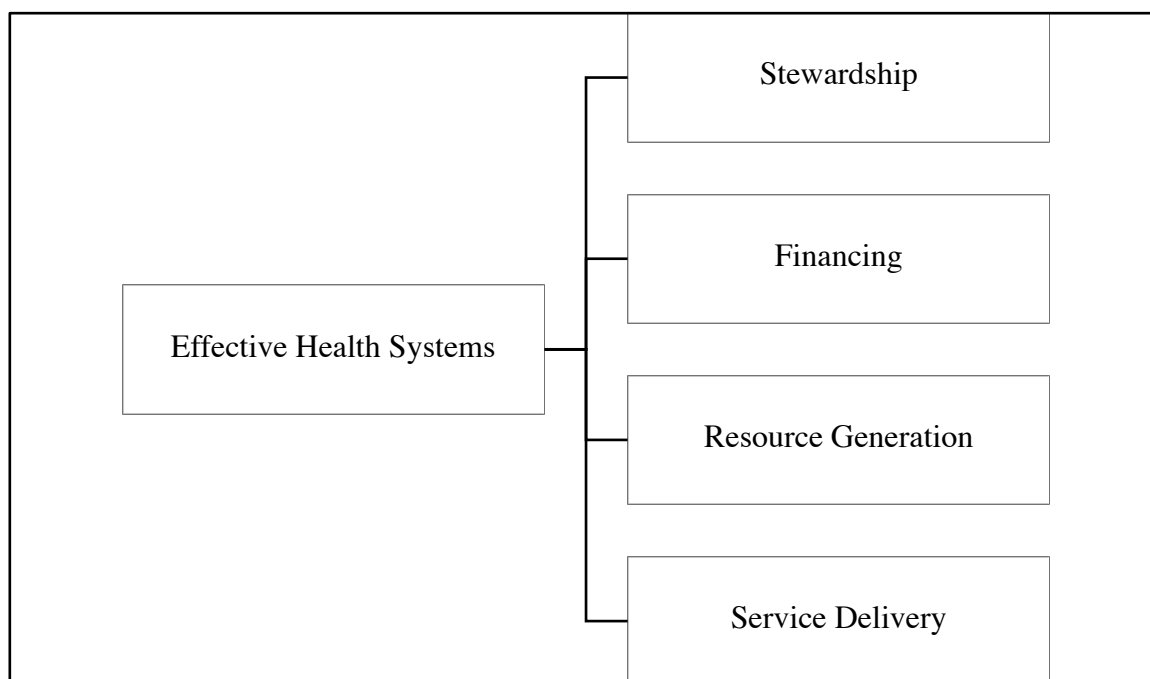 Stewardship
Financing
Effective Health Systems
Resource Generation
Service Delivery